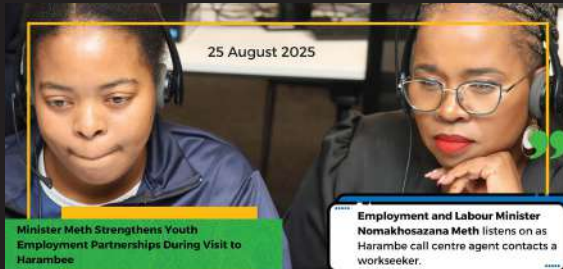 25 August 2025
Minister Meth Strengthens Youth
Employment Partnerships During Visit to
Harambee
Employment and Labour Minister
Nomakhosazana Meth listens on as
Harambe call centre agent contacts a
workseeker.